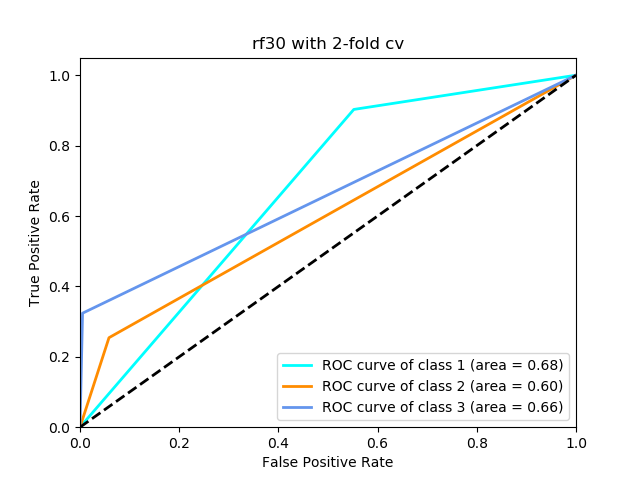 rf30 with 2-fold cv
True Positive Rate
1.0
0.8
0.6
0.4
0.2
0.0
ROC curve of class 1 (area = 0.68)
ROC curve of class 2 (area = 0.60)
ROC curve of class 3 (area = 0.66)
0.0 0.2 0.4 0.6 0.8 1.0
False Positive Rate